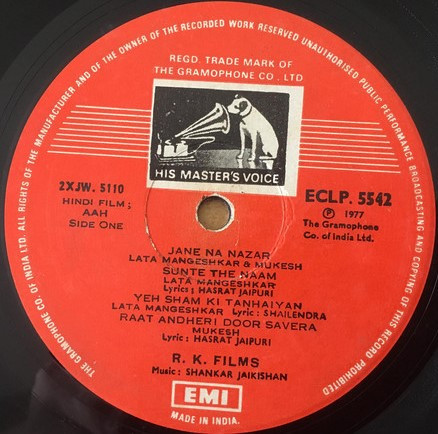 THE GRAMOPHONE CO. OF INDIA LTD. ALL RIGHTS OF THE MANUFACTURER AND OF THE OWNER OF THE RECORDED WORK RESERVED UNAUTHORISED PUBLIC PERFORMANCE BROADCASTING AND COPYING OF THIS RECORD PROHIBITED
REGD. TRADE MARK OF
THE GRAMOPHONE CO. LTD
HIS MASTER'S VOICE
2XJW. 5110
HINDI FILM;
AAH
SIDE ONE
ECLP. 5542
Ⓟ 1977
The Gramophone
Co. of India Ltd.
JANE NA NAZAR
LATA MANGESHKAR & MUKESH
SUNTE THE NAAM
LATA MANGESHKAR
Lyrics: HASRAT JAIPURI
YEH SHAM KI TANHAIYAN
LATA MANGESHKAR Lyric: SHAILENDRA
RAAT ANDHERI DOOR SAVERA
MUKESH
Lyric: HASRAT JAIPURI
R. K. FILMS
Music: SHANKAR JAIKISHAN
EMI
MADE IN INDIA.